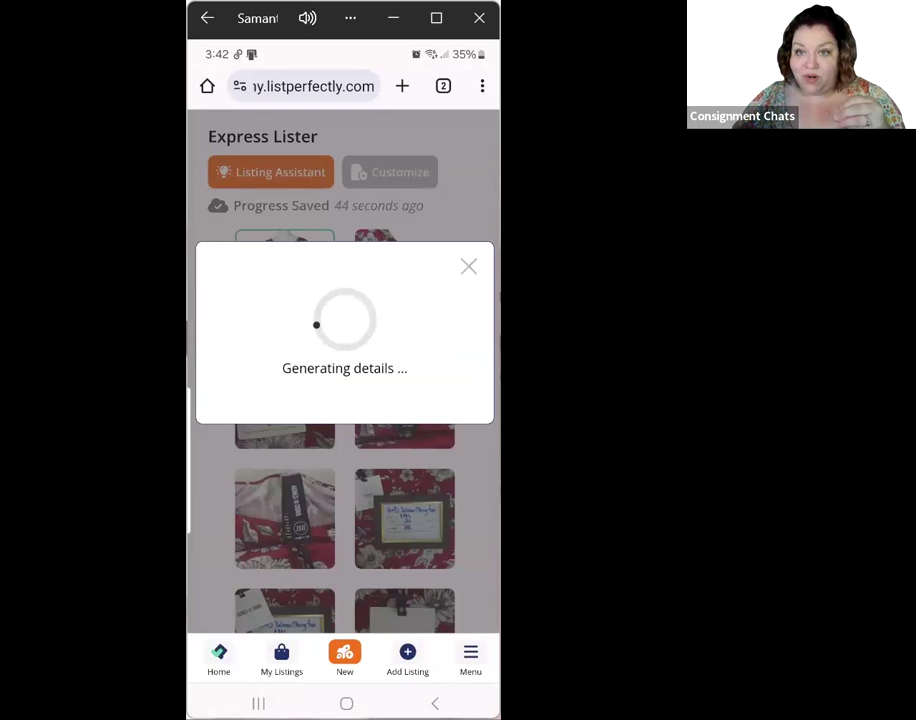 Samant
3:42
35%
ny.listperfectly.com
2
Express Lister
Listing Assistant
Customize
Progress Saved 44 seconds ago
Generating details ...
Home
My Listings
New
Add Listing
Menu
Consignment Chats